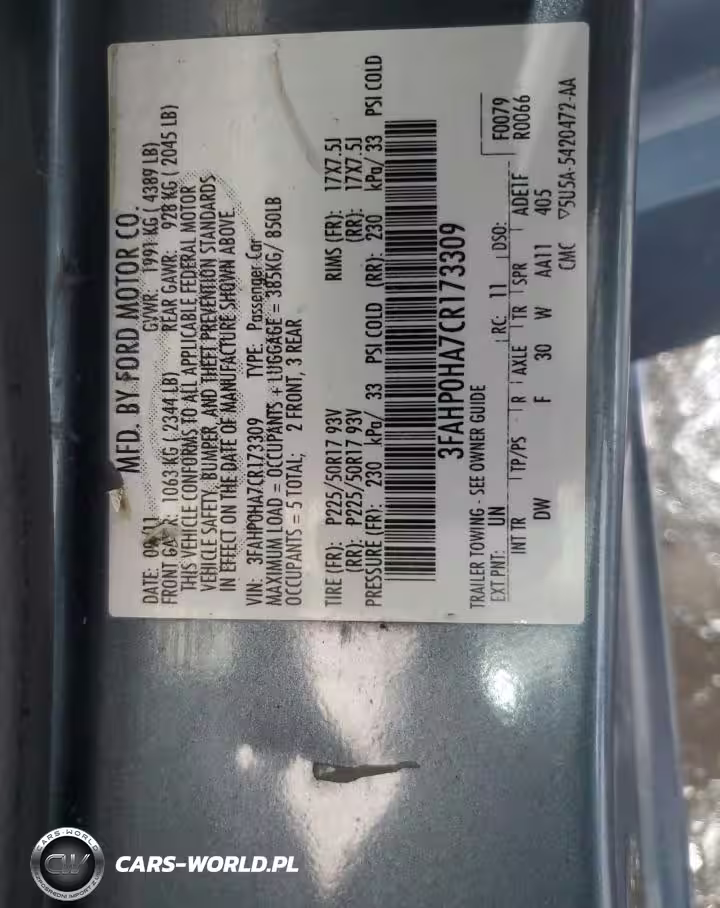 MFD. BY FORD MOTOR CO.
DATE: /11 GVWR: 1991 KG ( 4389 LB)
FRONT GAWR: 1063 KG ( 2344 LB) REAR GAWR: 928 KG ( 2045 LB)
THIS VEHICLE CONFORMS TO ALL APPLICABLE FEDERAL MOTOR
VEHICLE SAFETY, BUMPER, AND THEFT PREVENTION STANDARDS
IN EFFECT ON THE DATE OF MANUFACTURE SHOWN ABOVE.
VIN: 3FAHP0HA7CR173309 TYPE: Passenger Car
MAXIMUM LOAD = OCCUPANTS + LUGGAGE = 385KG/ 850LB
OCCUPANTS = 5 TOTAL; 2 FRONT, 3 REAR
TIRE (FR): P225/50R17 93V RIMS (FR): 17X7.5J
(RR): P225/50R17 93V (RR): 17X7.5J
PRESSURE (FR): 230 kPa/ 33 PSI COLD (RR): 230 kPa/ 33 PSI COLD
3FAHP0HA7CR173309
TRAILER TOWING - SEE OWNER GUIDE
F0079
EXT PNT: UN RC: 11 DSO: R0066
INT TR TP/PS R AXLE TR SPR ADETF
DW F 30 W AA11 405
CMC ▽5U5A-5420472-AA
CARS-WORLD
CW
CARS-WORLD.PL